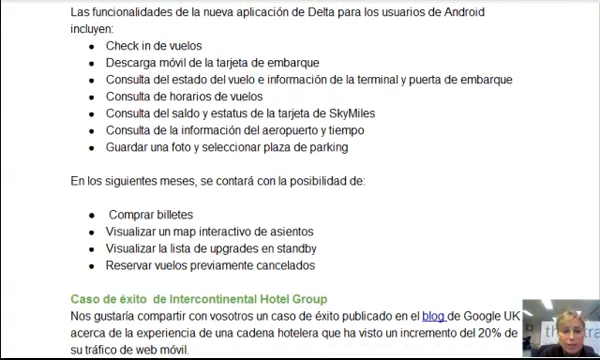 Las funcionalidades de la nueva aplicación de Delta para los usuarios de Android
incluyen:
● Check in de vuelos
● Descarga móvil de la tarjeta de embarque
● Consulta del estado del vuelo e información de la terminal y puerta de embarque
● Consulta de horarios de vuelos
● Consulta del saldo y estatus de la tarjeta de SkyMiles
● Consulta de la información del aeropuerto y tiempo
● Guardar una foto y seleccionar plaza de parking
En los siguientes meses, se contará con la posibilidad de:
● Comprar billetes
● Visualizar un map interactivo de asientos
● Visualizar la lista de upgrades en standby
● Reservar vuelos previamente cancelados
Caso de éxito de Intercontinental Hotel Group
Nos gustaría compartir con vosotros un caso de éxito publicado en el blog de Google UK
acerca de la experiencia de una cadena hotelera que ha visto un incremento del 20% de
su tráfico de web móvil.